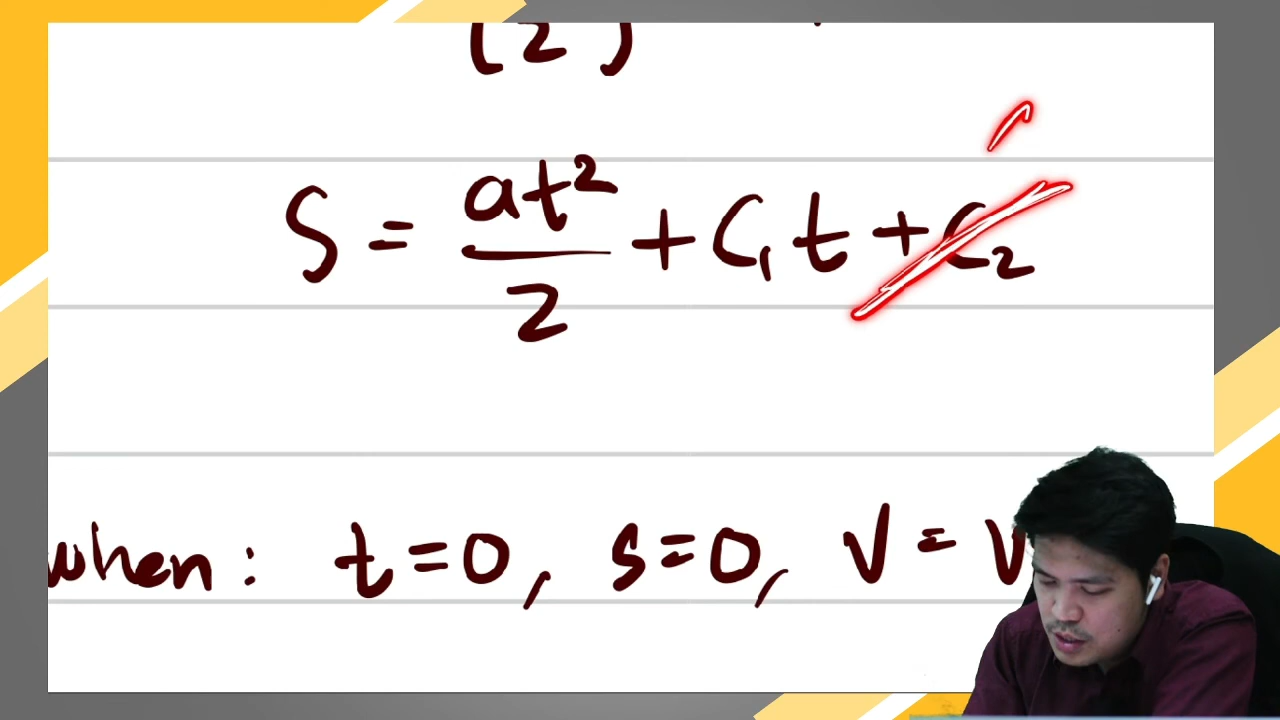 (2)
S = at²/2 + C₁t + C₂
when: t=0, s=0, V = V